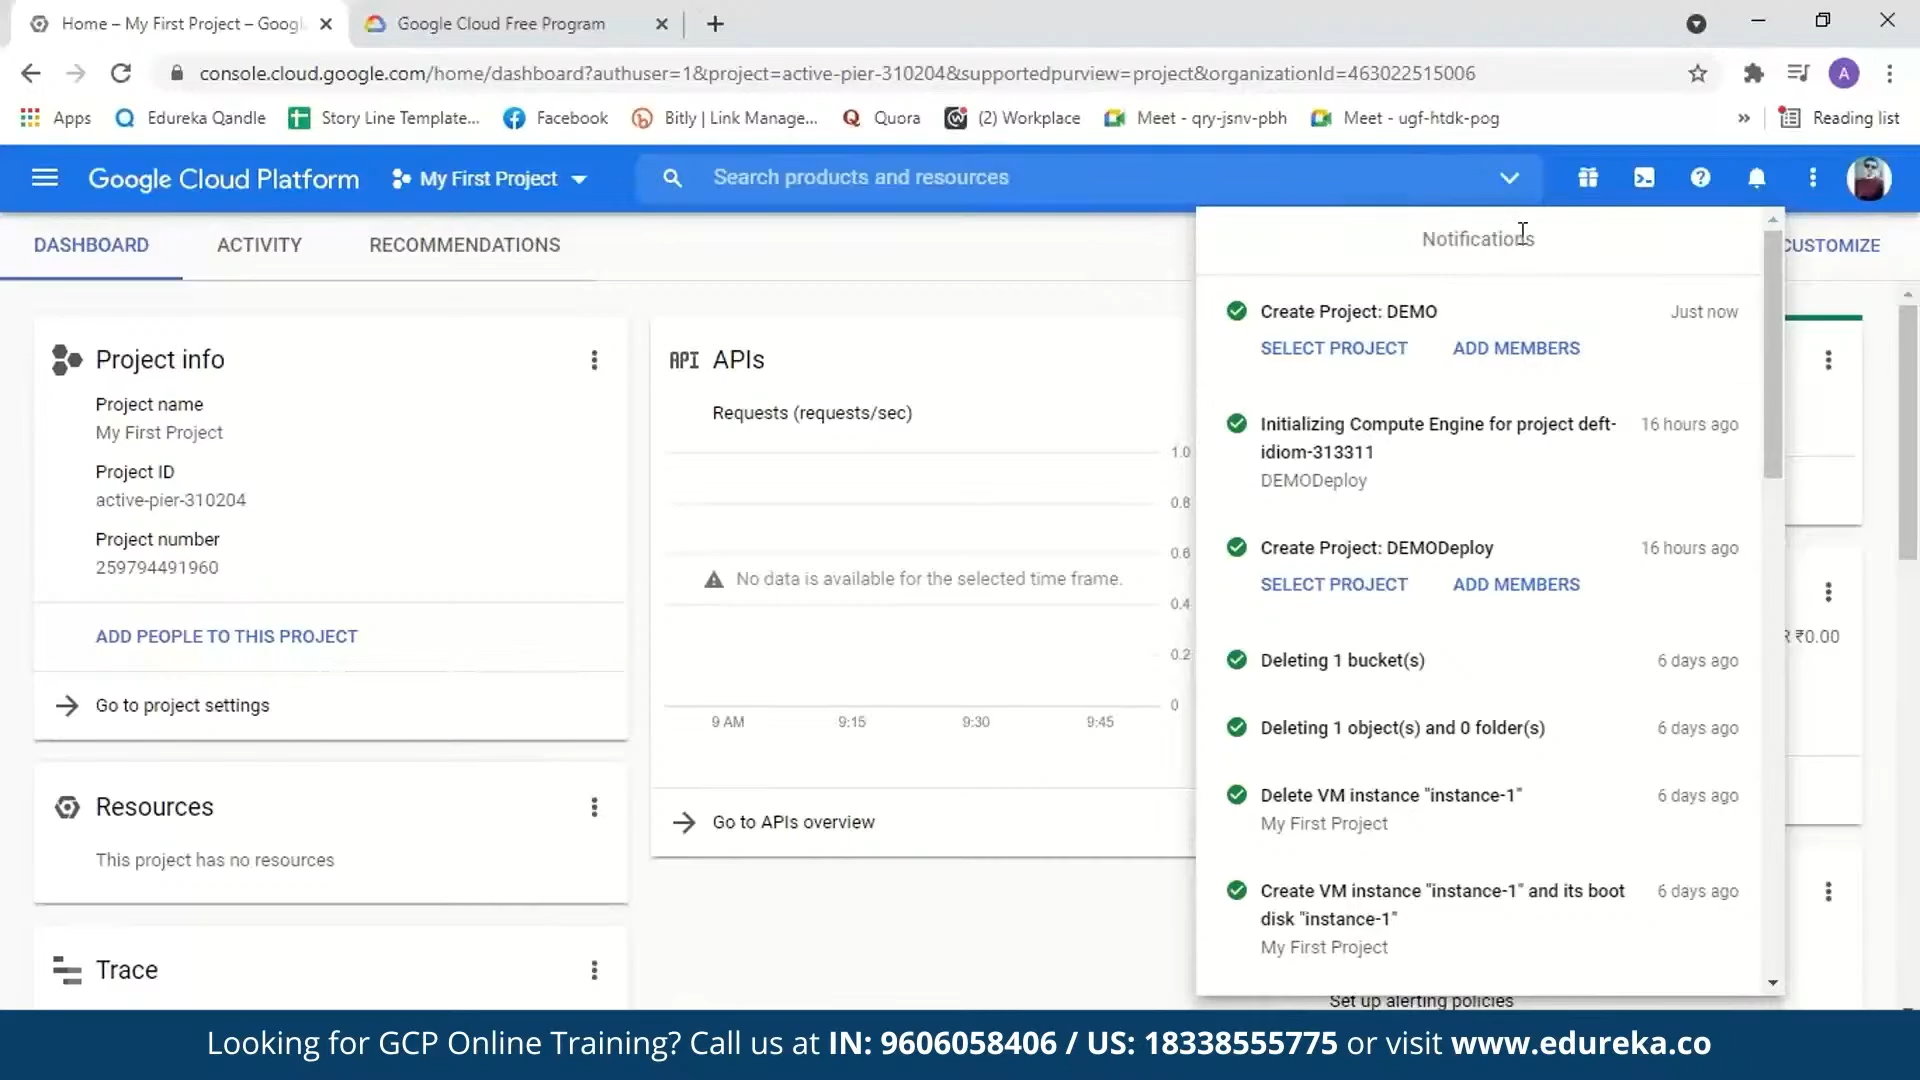 Home – My First Project – Googl
Google Cloud Free Program
console.cloud.google.com/home/dashboard?authuser=1&project=active-pier-310204&supportedpurview=project&organizationId=463022515006
A
Apps
Edureka Qandle
Story Line Template...
Facebook
Bitly | Link Manage...
Quora
(2) Workplace
Meet - qry-jsnv-pbh
Meet - ugf-htdk-pog
»
Reading list
Google Cloud Platform
My First Project
Search products and resources
DASHBOARD
ACTIVITY
RECOMMENDATIONS
CUSTOMIZE
Project info
Project name
My First Project
Project ID
active-pier-310204
Project number
259794491960
ADD PEOPLE TO THIS PROJECT
Go to project settings
Resources
This project has no resources
Trace
API APIs
Requests (requests/sec)
1.0
0.8
0.6
No data is available for the selected time frame.
0.4
0.2
0
9 AM
9:15
9:30
9:45
Go to APIs overview
Notifications
Create Project: DEMO
Just now
SELECT PROJECT
ADD MEMBERS
Initializing Compute Engine for project deft-
idiom-313311
16 hours ago
DEMODeploy
Create Project: DEMODeploy
16 hours ago
SELECT PROJECT
ADD MEMBERS
Deleting 1 bucket(s)
6 days ago
Deleting 1 object(s) and 0 folder(s)
6 days ago
Delete VM instance "instance-1"
6 days ago
My First Project
Create VM instance "instance-1" and its boot
disk "instance-1"
6 days ago
My First Project
R ₹0.00
Set up alerting policies
Looking for GCP Online Training? Call us at IN: 9606058406 / US: 18338555775 or visit www.edureka.co